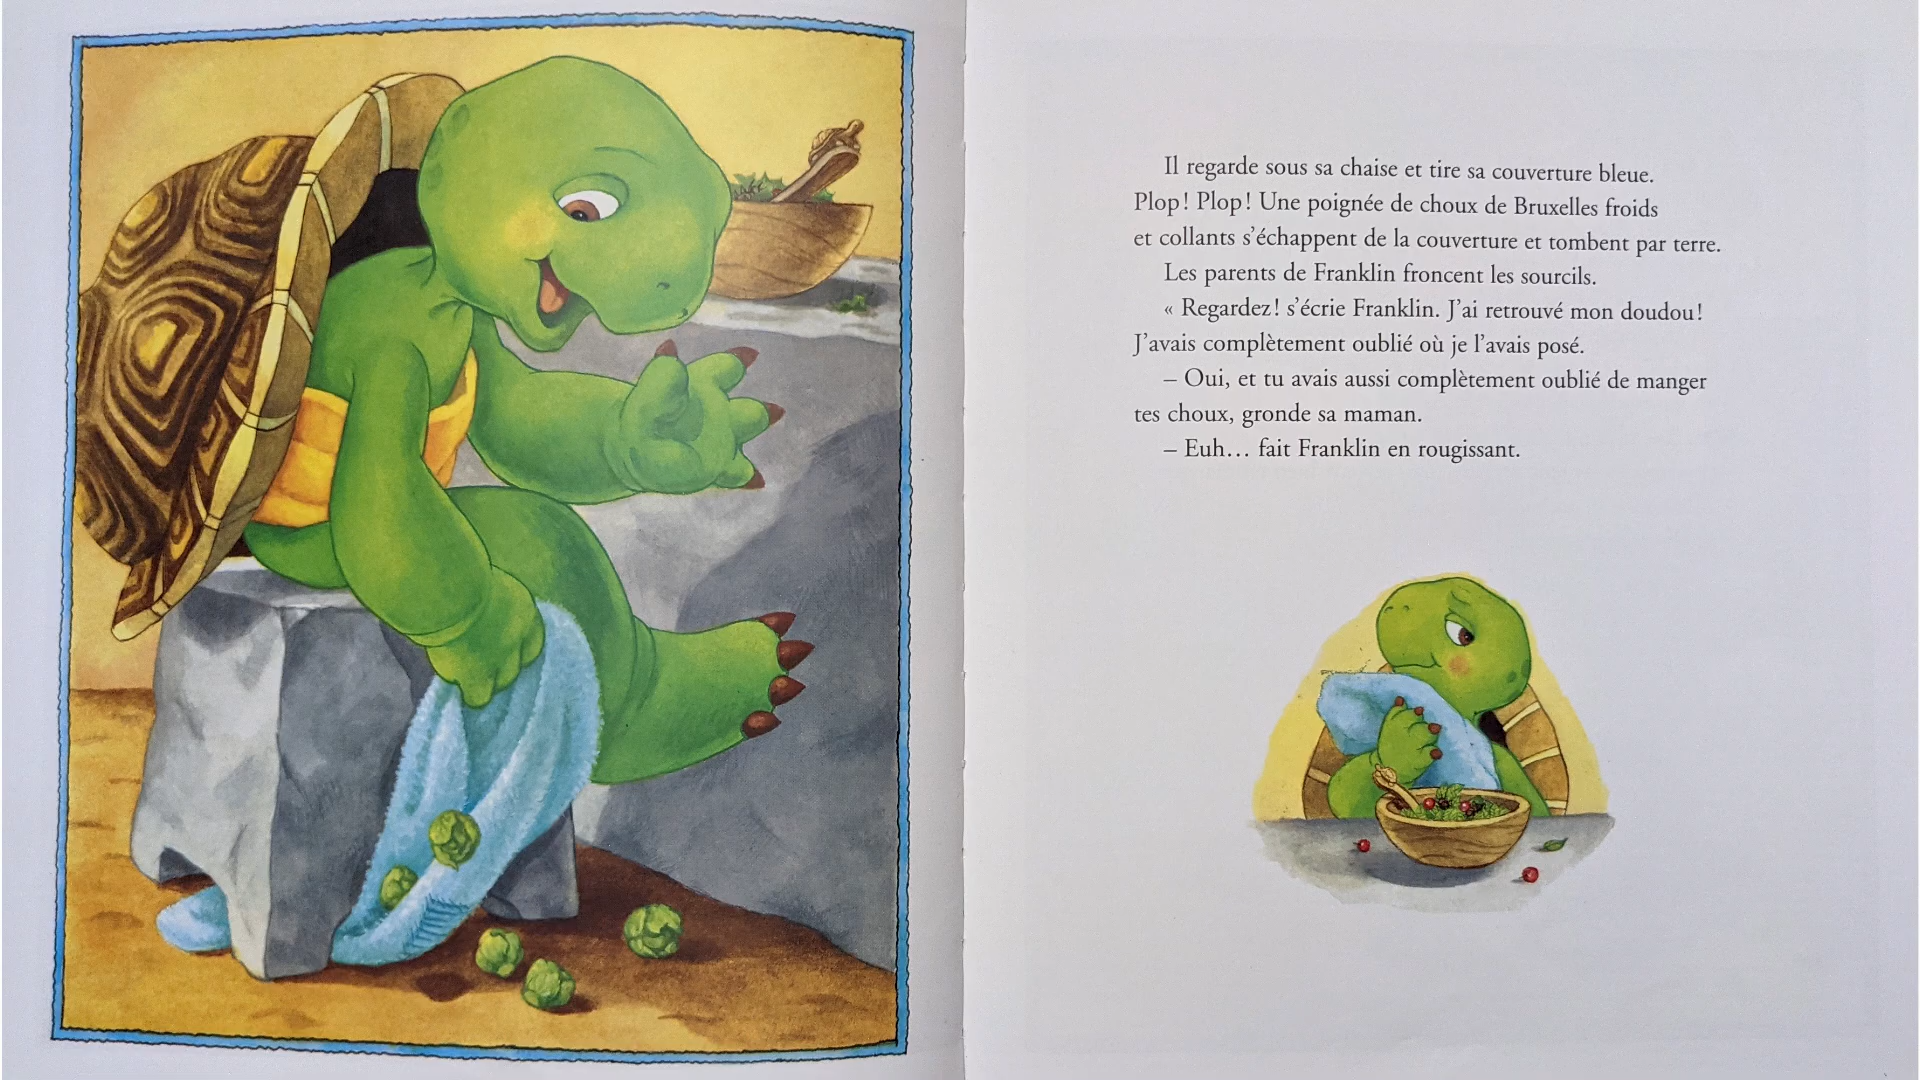 Il regarde sous sa chaise et tire sa couverture bleue.
Plop ! Plop ! Une poignée de choux de Bruxelles froids
et collants s’échappent de la couverture et tombent par terre.
Les parents de Franklin froncent les sourcils.
« Regardez ! s’écrie Franklin. J’ai retrouvé mon doudou !
J’avais complètement oublié où je l’avais posé.
– Oui, et tu avais aussi complètement oublié de manger
tes choux, gronde sa maman.
– Euh… fait Franklin en rougissant.